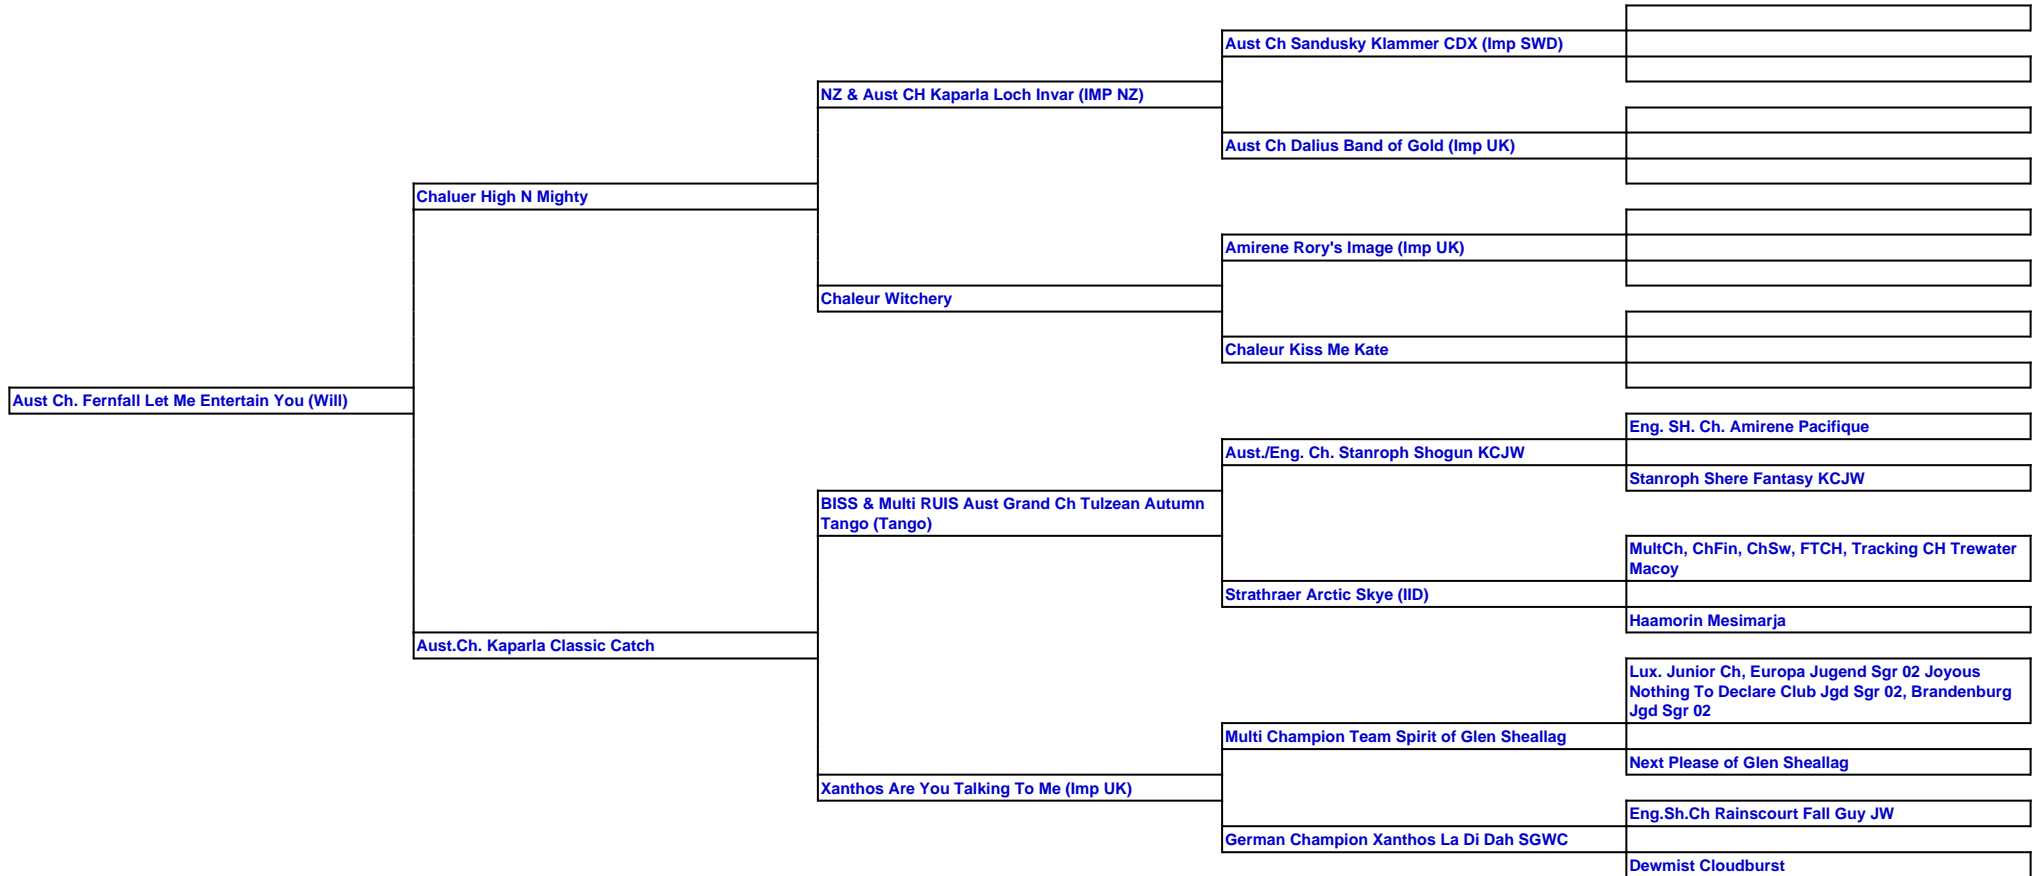 Aust Ch Sandusky Klammer CDX (Imp SWD)
NZ & Aust CH Kaparla Loch Invar (IMP NZ)
Aust Ch Dalius Band of Gold (Imp UK)
Chaluer High N Mighty
Amirene Rory's Image (Imp UK)
Chaleur Witchery
Chaleur Kiss Me Kate
Aust Ch. Fernfall Let Me Entertain You (Will)
Eng. SH. Ch. Amirene Pacifique
Aust./Eng. Ch. Stanroph Shogun KCJW
Stanroph Shere Fantasy KCJW
BISS & Multi RUIS Aust Grand Ch Tulzean Autumn
Tango (Tango)
MultCh, ChFin, ChSw, FTCH, Tracking CH Trewater
Macoy
Strathraer Arctic Skye (IID)
Haamorin Mesimarja
Aust.Ch. Kaparla Classic Catch
Lux. Junior Ch, Europa Jugend Sgr 02 Joyous
Nothing To Declare Club Jgd Sgr 02, Brandenburg
Jgd Sgr 02
Multi Champion Team Spirit of Glen Sheallag
Next Please of Glen Sheallag
Xanthos Are You Talking To Me (Imp UK)
Eng.Sh.Ch Rainscourt Fall Guy JW
German Champion Xanthos La Di Dah SGWC
Dewmist Cloudburst